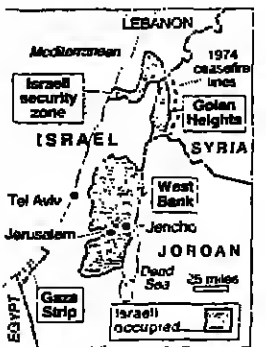 LEBANON
Mediterranean
1974
ceasefire
lines
Israeli
security
zone
Golan
Heights
ISRAEL
SYRIA
West
Bank
Tel Aviv
Jerusalem
Jericho
JORDAN
Dead
Sea
25 miles
Gaza
Strip
EGYPT
Israeli
occupied